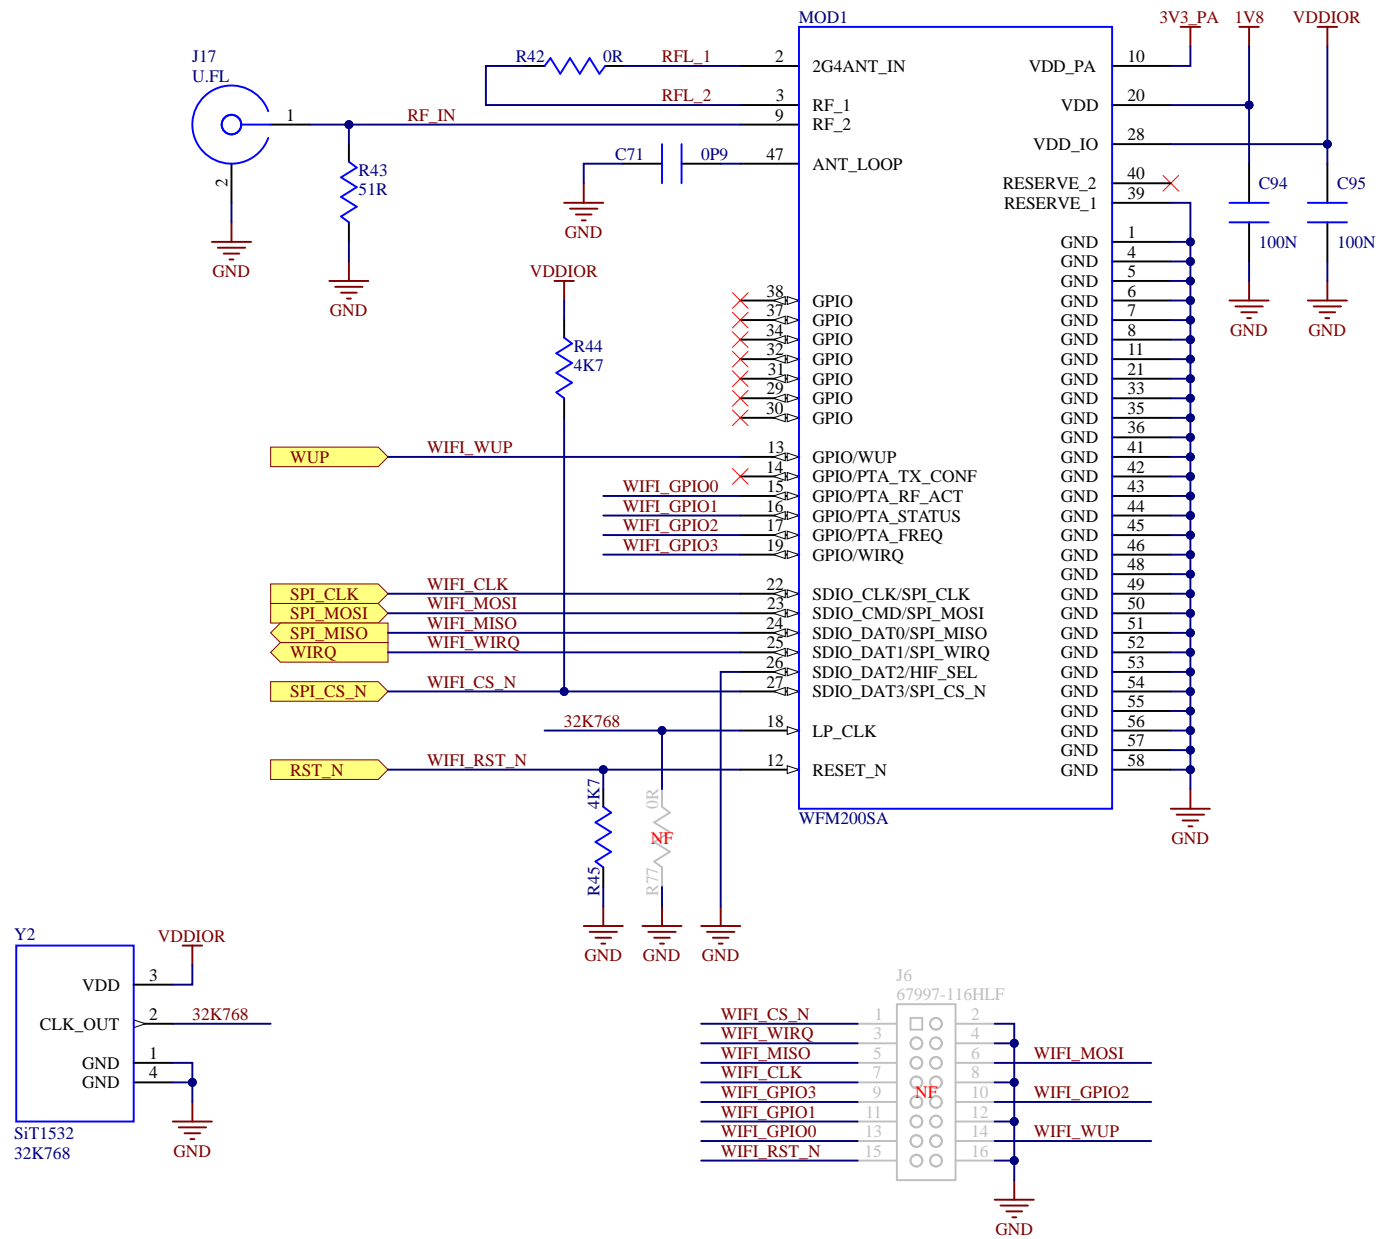 MOD1
3V3_PA 1V8 VDDIOR
J17
U.FL
R42 0R RFL_1 2 2G4ANT_IN VDD_PA 10
RFL_2 3 RF_1 VDD 20
1 RF_IN 9 RF_2
VDD_IO 28
C71 0P9 47 ANT_LOOP
R43
51R
2
RESERVE_2 40
RESERVE_1 39
C94 C95
100N 100N
GND
GND
GND
GND
GND
GND
VDDIOR
R44
4K7
GND 1
GND 4
GND 5
GND 6
GND 7
GND 8
GND 11
GND 21
GND 33
GND 35
GND 36
GND 41
GND 42
GND 43
GND 44
GND 45
GND 46
GND 48
GND 49
GND 50
GND 51
GND 52
GND 53
GND 54
GND 55
GND 56
GND 57
GND 58
GND
38 GPIO
37 GPIO
34 GPIO
32 GPIO
31 GPIO
29 GPIO
30 GPIO
WUP WIFI_WUP 13 GPIO/WUP
14 GPIO/PTA_TX_CONF
WIFI_GPIO0 15 GPIO/PTA_RF_ACT
WIFI_GPIO1 16 GPIO/PTA_STATUS
WIFI_GPIO2 17 GPIO/PTA_FREQ
WIFI_GPIO3 19 GPIO/WIRQ
SPI_CLK WIFI_CLK 22 SDIO_CLK/SPI_CLK
SPI_MOSI WIFI_MOSI 23 SDIO_CMD/SPI_MOSI
SPI_MISO WIFI_MISO 24 SDIO_DAT0/SPI_MISO
WIRQ WIFI_WIRQ 25 SDIO_DAT1/SPI_WIRQ
26 SDIO_DAT2/HIF_SEL
SPI_CS_N WIFI_CS_N 27 SDIO_DAT3/SPI_CS_N
32K768 18 LP_CLK
RST_N WIFI_RST_N 12 RESET_N
WFM200SA
R45 4K7
R77 0R
NF
GND GND GND
Y2
VDDIOR
VDD 3
CLK_OUT 2 32K768
GND 1
GND 4
SiT1532
32K768
GND
J6
67997-116HLF
WIFI_CS_N 1 2
WIFI_WIRQ 3 4
WIFI_MISO 5 6 WIFI_MOSI
WIFI_CLK 7 8
WIFI_GPIO3 9 NF 10 WIFI_GPIO2
WIFI_GPIO1 11 12
WIFI_GPIO0 13 14 WIFI_WUP
WIFI_RST_N 15 16
GND